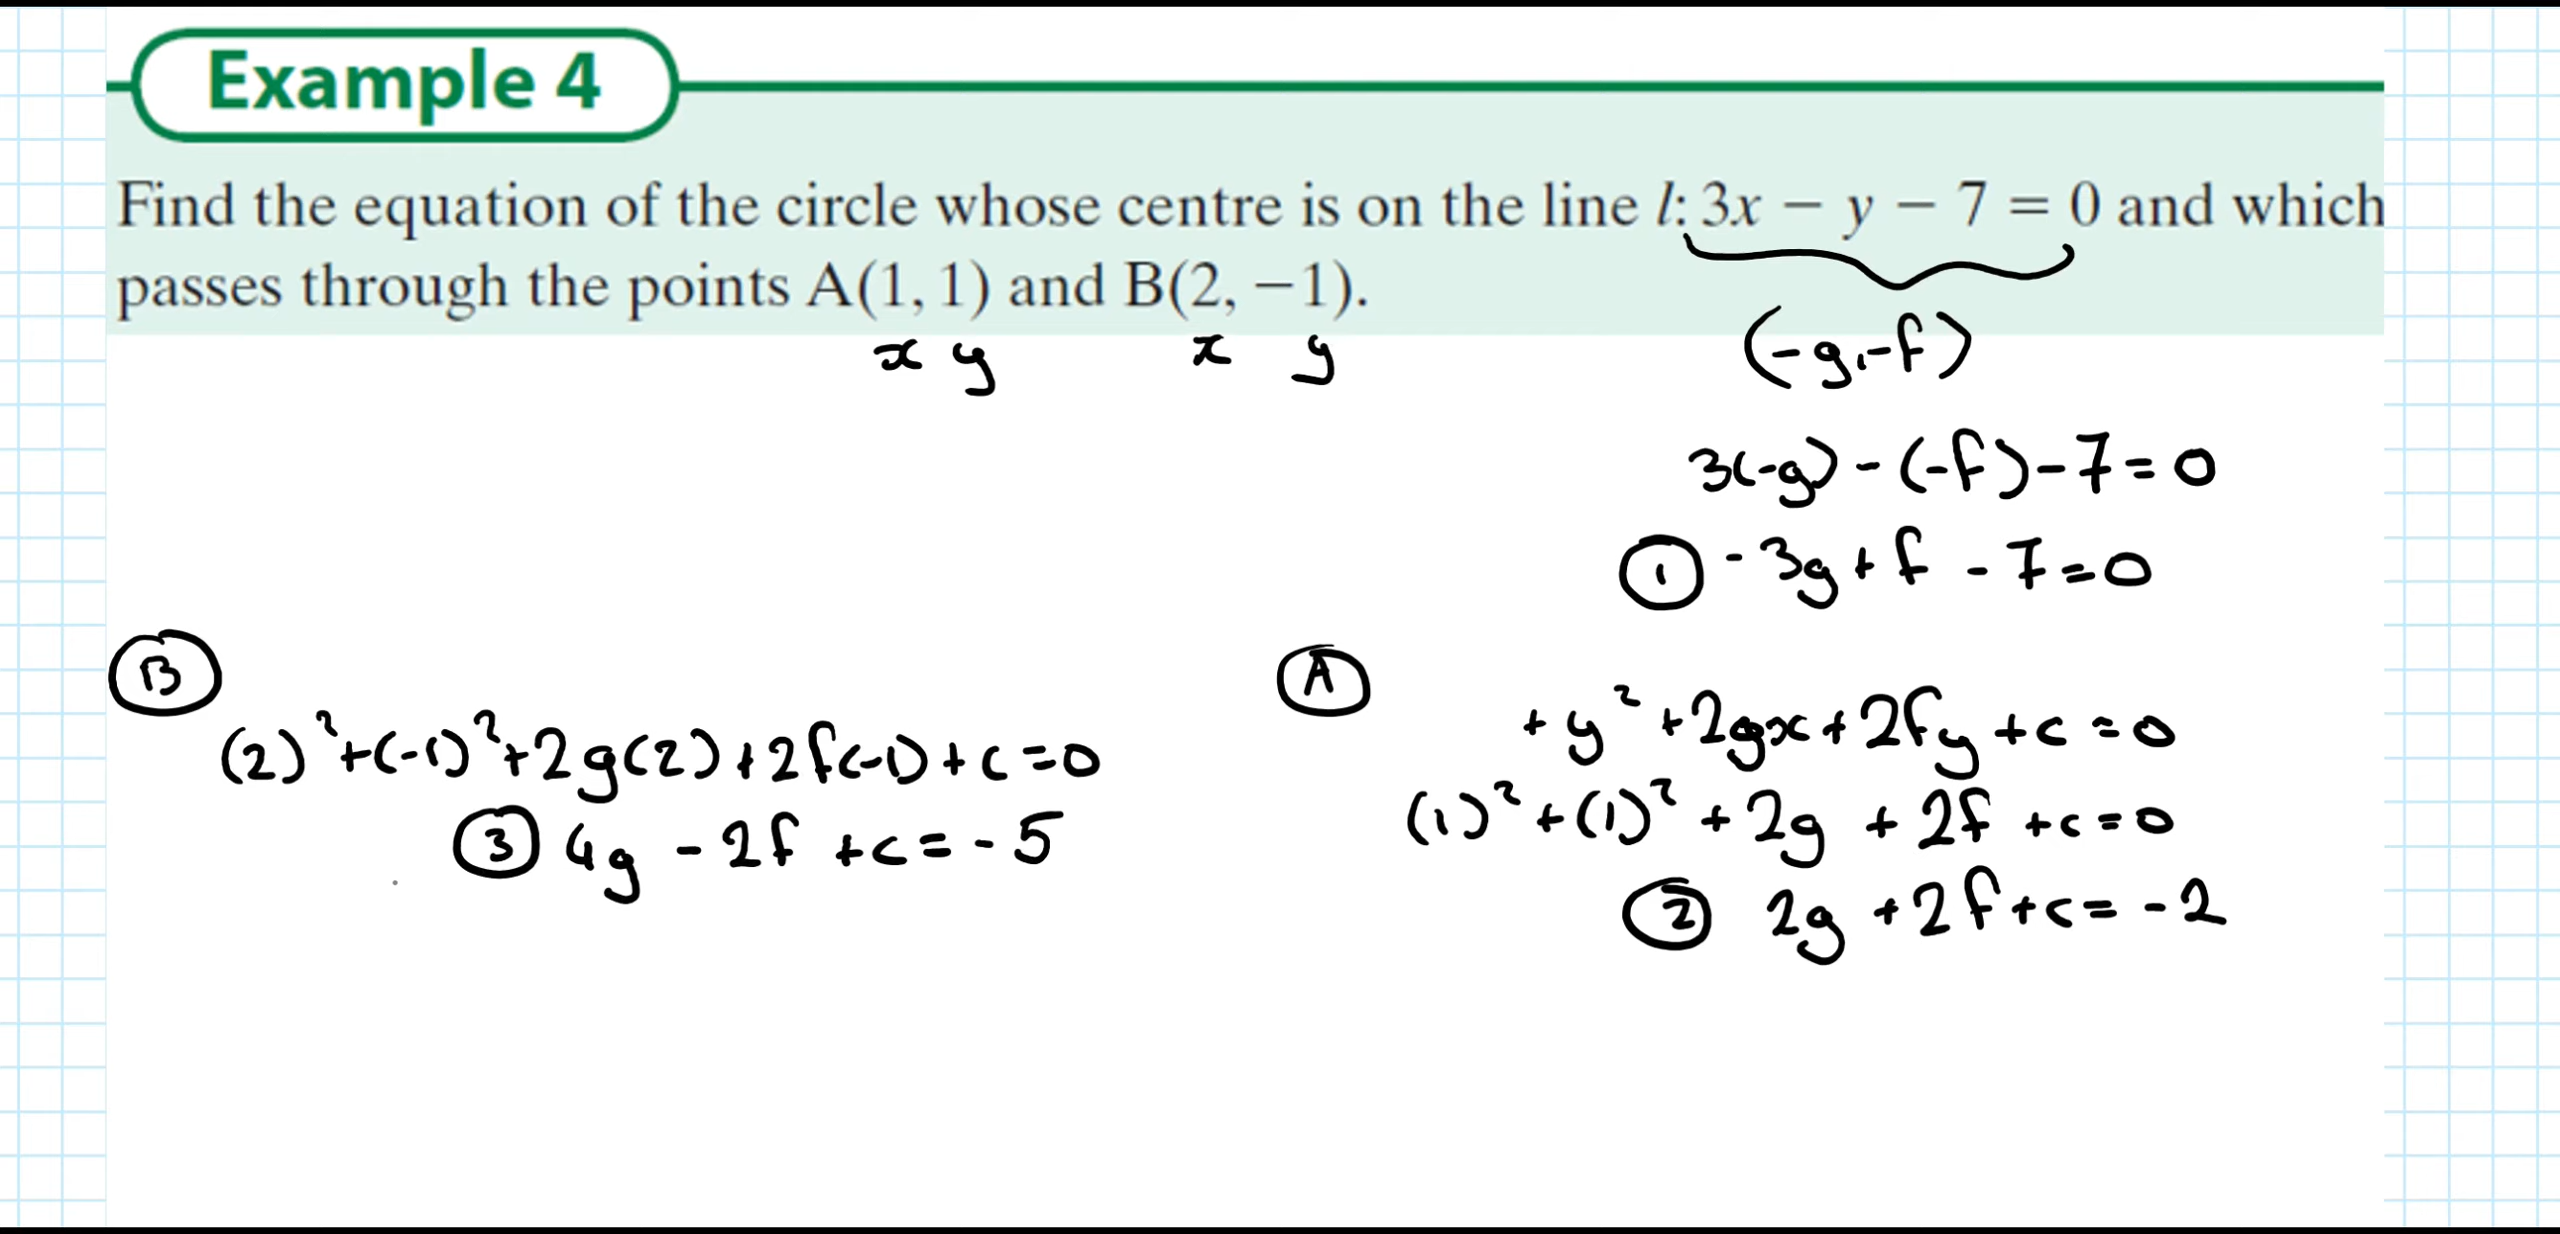 Example 4
Find the equation of the circle whose centre is on the line l: 3x − y − 7 = 0 and which
passes through the points A(1, 1) and B(2, −1).
x y x y
(-g,-f)
3(-g) - (-f) - 7 = 0
① -3g + f - 7 = 0
Ⓑ
(2)² + (-1)² + 2g(2) + 2f(-1) + c = 0
③ 4g - 2f + c = -5
Ⓐ
+ y² + 2gx + 2fy + c = 0
(1)² + (1)² + 2g + 2f + c = 0
② 2g + 2f + c = -2